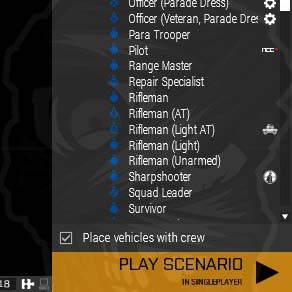 Officer (Parade Dress)
Officer (Veteran, Parade Dres
Para Trooper
Pilot
Range Master
Repair Specialist
Rifleman
Rifleman (AT)
Rifleman (Light AT)
Rifleman (Light)
Rifleman (Unarmed)
Sharpshooter
Squad Leader
Survivor
Place vehicles with crew
PLAY SCENARIO
IN SINGLEPLAYER
18